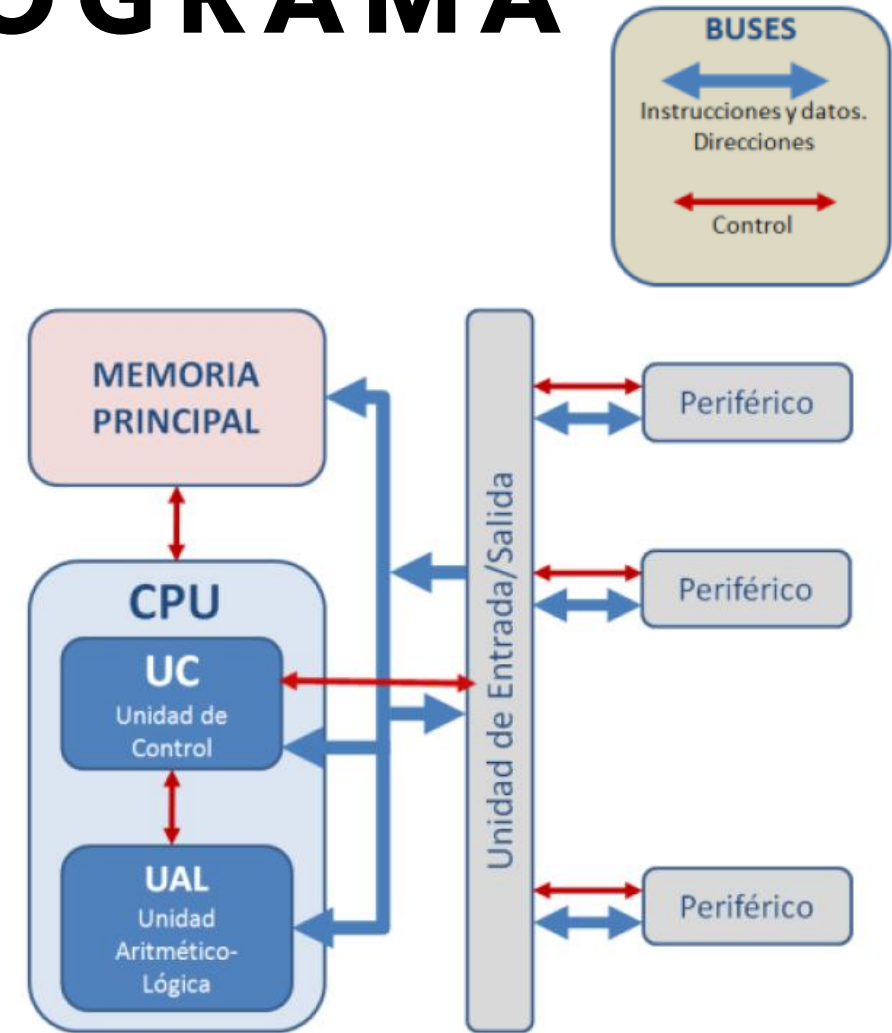 OGRAMA
BUSES
Instrucciones y datos.
Direcciones
Control
MEMORIA
PRINCIPAL
CPU
UC
Unidad de
Control
UAL
Unidad
Aritmético-
Lógica
Unidad de Entrada/Salida
Periférico
Periférico
Periférico